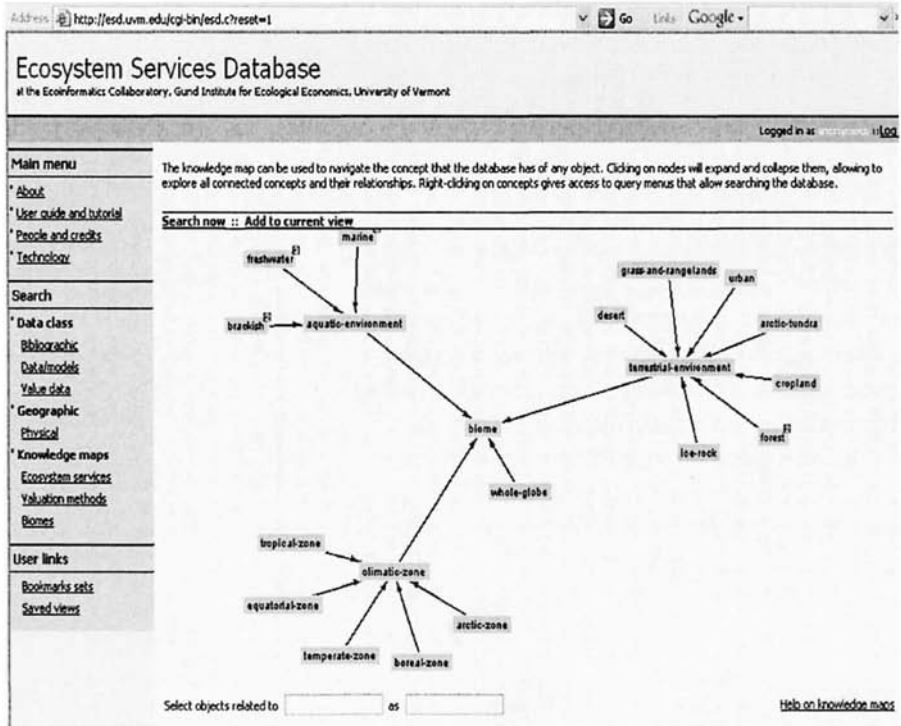 Address http://esd.uvm.edu/cgi-bin/esd.c?reset=1 Go Links Google
Ecosystem Services Database
at the Ecoinformatics Collaboratory, Gund Institute for Ecological Economics, University of Vermont
Logged in as anonymous :: Log
Main menu
About
User guide and tutorial
People and credits
Technology
Search
Data class
Bibliographic
Data/models
Value data
Geographic
Physical
Knowledge maps
Ecosystem services
Valuation methods
Biomes
User links
Bookmarks sets
Saved views
The knowledge map can be used to navigate the concept that the database has of any object. Clicking on nodes will expand and collapse them, allowing to
explore all connected concepts and their relationships. Right-clicking on concepts gives access to query menus that allow searching the database.
Search now :: Add to current view
marine
freshwater
brackish
aquatic-environment
grass-and-rangelands
urban
desert
arctic-tundra
terrestrial-environment
cropland
forest
ice-rock
biome
whole-globe
tropical-zone
climatic-zone
equatorial-zone
arctic-zone
temperate-zone
boreal-zone
Select objects related to as
Help on knowledge maps